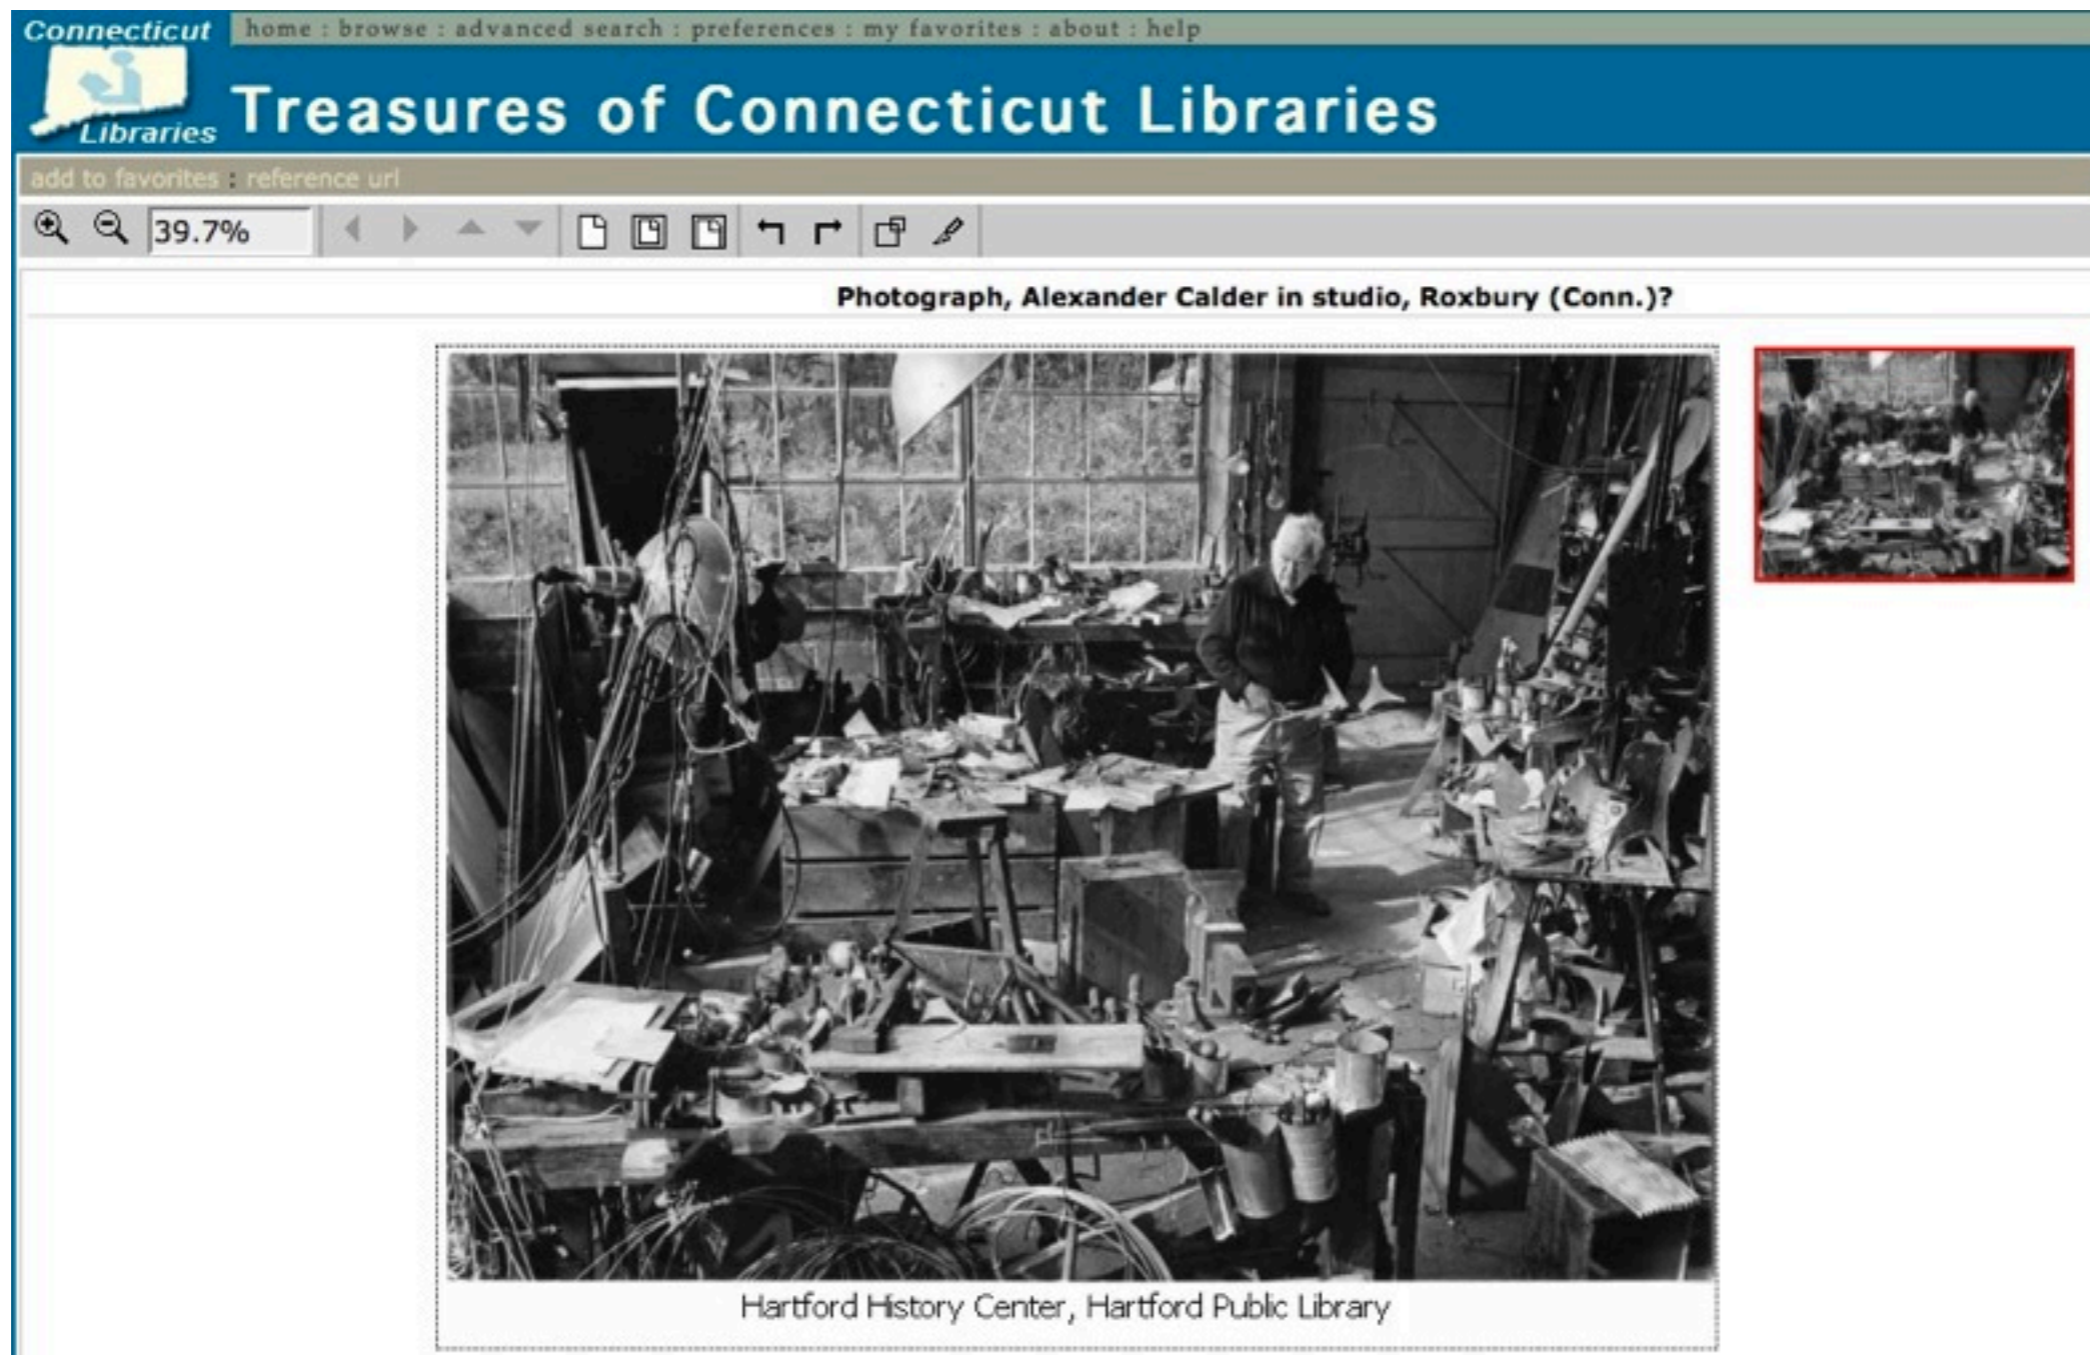 Connecticut
Libraries
home : browse : advanced search : preferences : my favorites : about : help
Treasures of Connecticut Libraries
add to favorites : reference url
39.7%
Photograph, Alexander Calder in studio, Roxbury (Conn.)?
Hartford History Center, Hartford Public Library